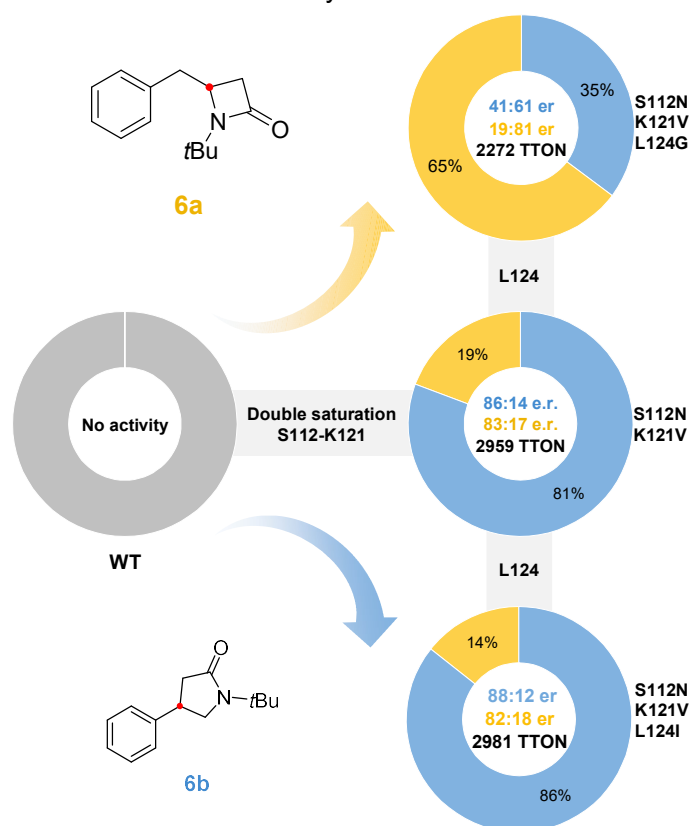 35%
S112N
K121V
L124G
41:61 er
19:81 er
2272 TTON
65%
N
O
tBu
6a
L124
19%
No activity
Double saturation
S112-K121
86:14 e.r.
83:17 e.r.
2959 TTON
S112N
K121V
81%
WT
L124
14%
O
N
tBu
6b
88:12 er
82:18 er
2981 TTON
S112N
K121V
L124I
86%